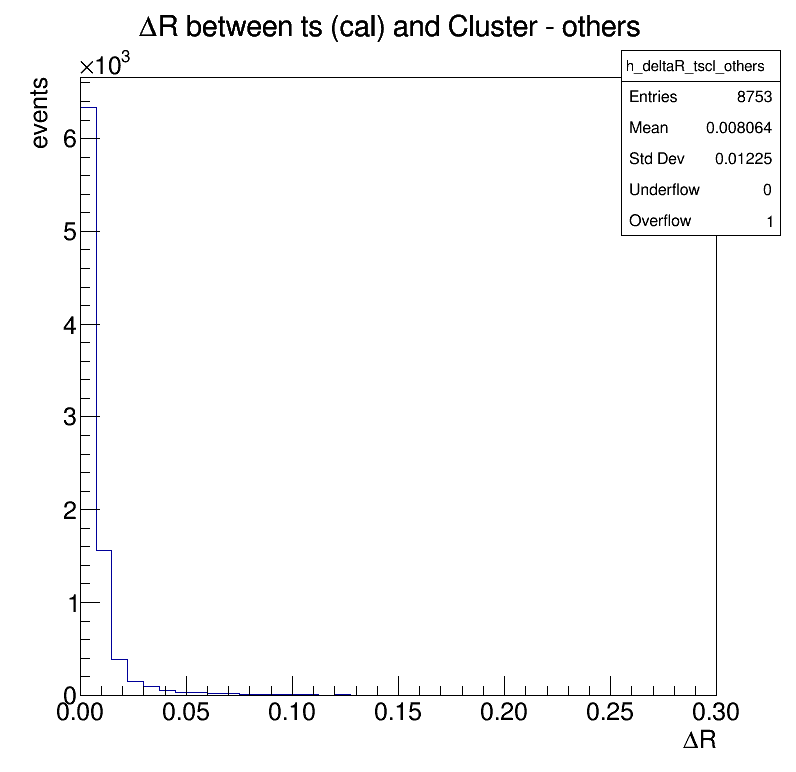 ΔR between ts (cal) and Cluster - others
×10³
h_deltaR_tscl_others
Entries 8753
Mean 0.008064
Std Dev 0.01225
Underflow 0
Overflow 1
events
6
5
4
3
2
1
0
0.00 0.05 0.10 0.15 0.20 0.25 0.30
ΔR